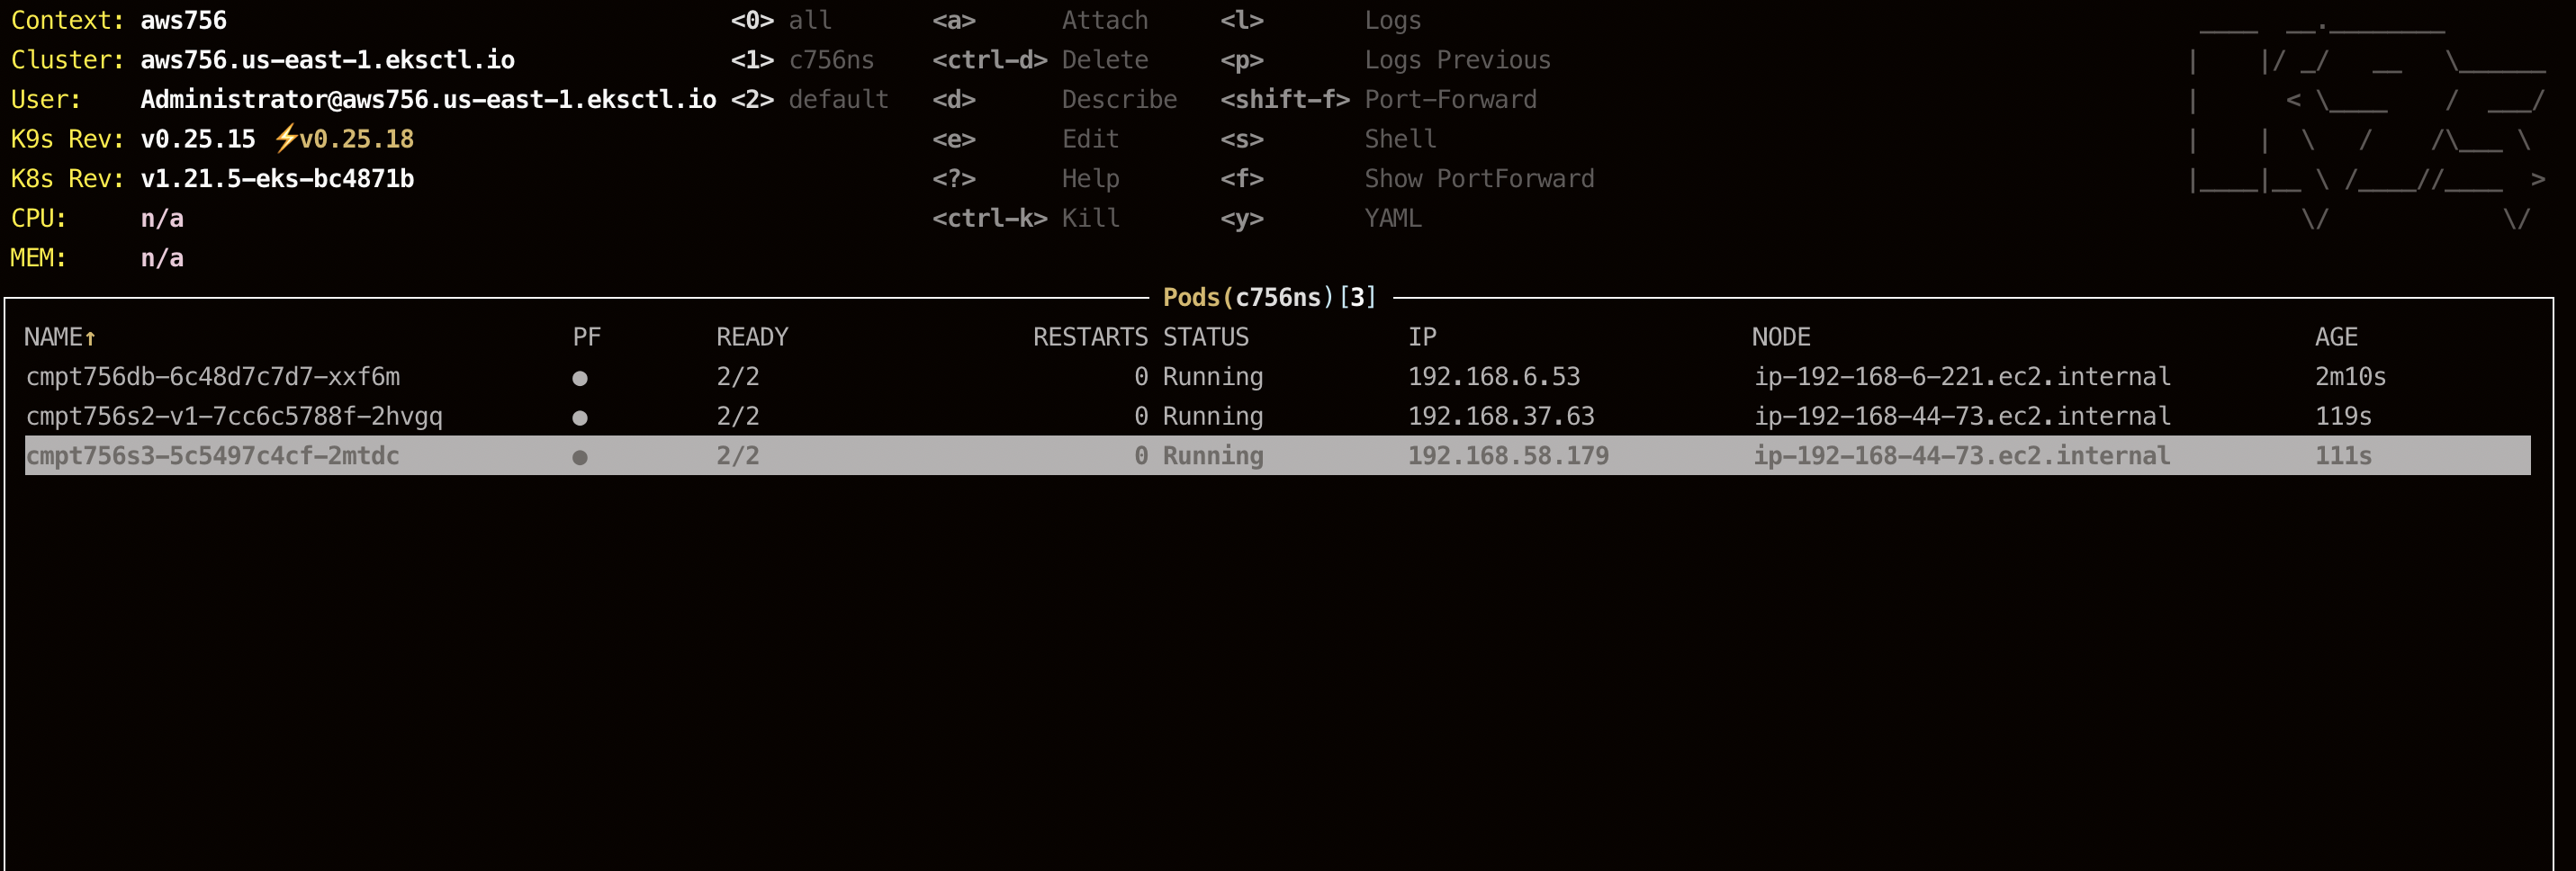 Context: aws756 <0> all <a> Attach <l> Logs
Cluster: aws756.us-east-1.eksctl.io <1> c756ns <ctrl-d> Delete <p> Logs Previous
User: Administrator@aws756.us-east-1.eksctl.io <2> default <d> Describe <shift-f> Port-Forward
K9s Rev: v0.25.15 ⚡v0.25.18 <e> Edit <s> Shell
K8s Rev: v1.21.5-eks-bc4871b <?> Help <f> Show PortForward
CPU: n/a <ctrl-k> Kill <y> YAML
MEM: n/a
Pods(c756ns)[3]
NAME↑ PF READY RESTARTS STATUS IP NODE AGE
cmpt756db-6c48d7c7d7-xxf6m ● 2/2 0 Running 192.168.6.53 ip-192-168-6-221.ec2.internal 2m10s
cmpt756s2-v1-7cc6c5788f-2hvgq ● 2/2 0 Running 192.168.37.63 ip-192-168-44-73.ec2.internal 119s
cmpt756s3-5c5497c4cf-2mtdc ● 2/2 0 Running 192.168.58.179 ip-192-168-44-73.ec2.internal 111s